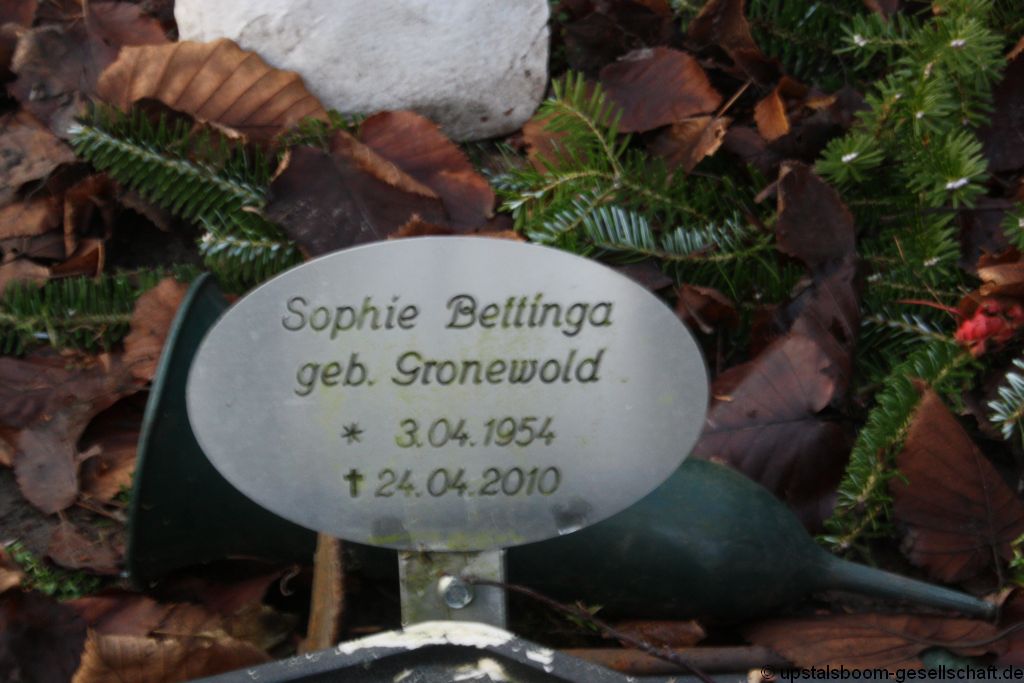 Sophie Bettinga
geb. Gronewold
* 3.04.1954
† 24.04.2010
© upstalsboom-gesellschaft.de